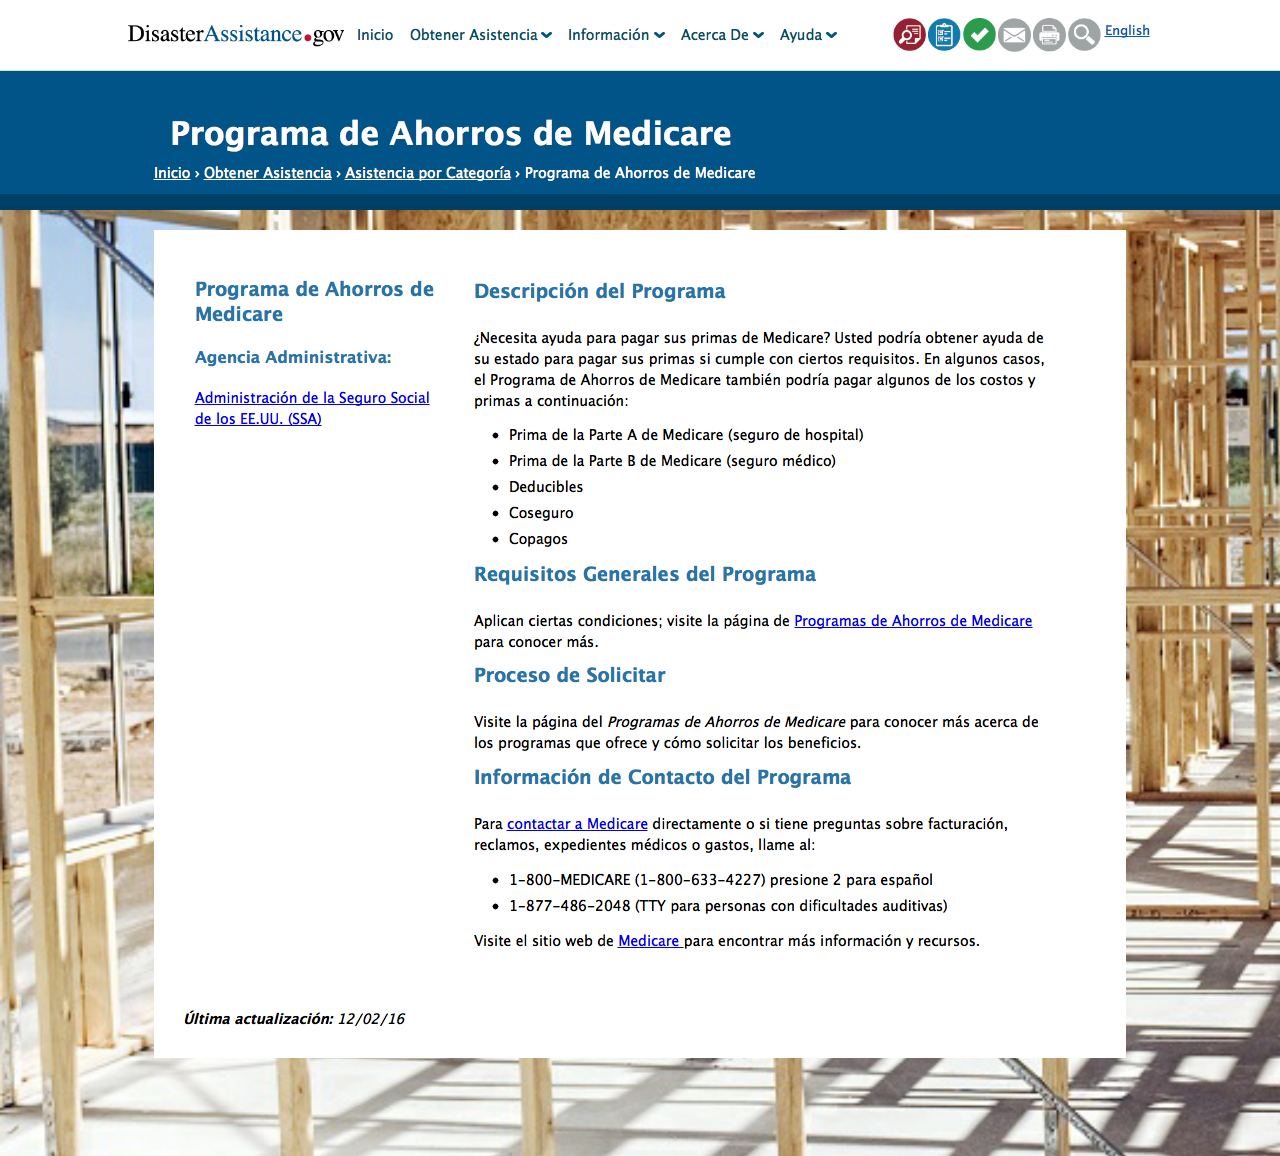 DisasterAssistance.gov Inicio Obtener Asistencia Información Acerca De Ayuda English
Programa de Ahorros de Medicare
Inicio › Obtener Asistencia › Asistencia por Categoría › Programa de Ahorros de Medicare
Programa de Ahorros de
Medicare
Agencia Administrativa:
Administración de la Seguro Social
de los EE.UU. (SSA)
Descripción del Programa
¿Necesita ayuda para pagar sus primas de Medicare? Usted podría obtener ayuda de
su estado para pagar sus primas si cumple con ciertos requisitos. En algunos casos,
el Programa de Ahorros de Medicare también podría pagar algunos de los costos y
primas a continuación:
• Prima de la Parte A de Medicare (seguro de hospital)
• Prima de la Parte B de Medicare (seguro médico)
• Deducibles
• Coseguro
• Copagos
Requisitos Generales del Programa
Aplican ciertas condiciones; visite la página de Programas de Ahorros de Medicare
para conocer más.
Proceso de Solicitar
Visite la página del Programas de Ahorros de Medicare para conocer más acerca de
los programas que ofrece y cómo solicitar los beneficios.
Información de Contacto del Programa
Para contactar a Medicare directamente o si tiene preguntas sobre facturación,
reclamos, expedientes médicos o gastos, llame al:
• 1-800-MEDICARE (1-800-633-4227) presione 2 para español
• 1-877-486-2048 (TTY para personas con dificultades auditivas)
Visite el sitio web de Medicare para encontrar más información y recursos.
Última actualización: 12/02/16